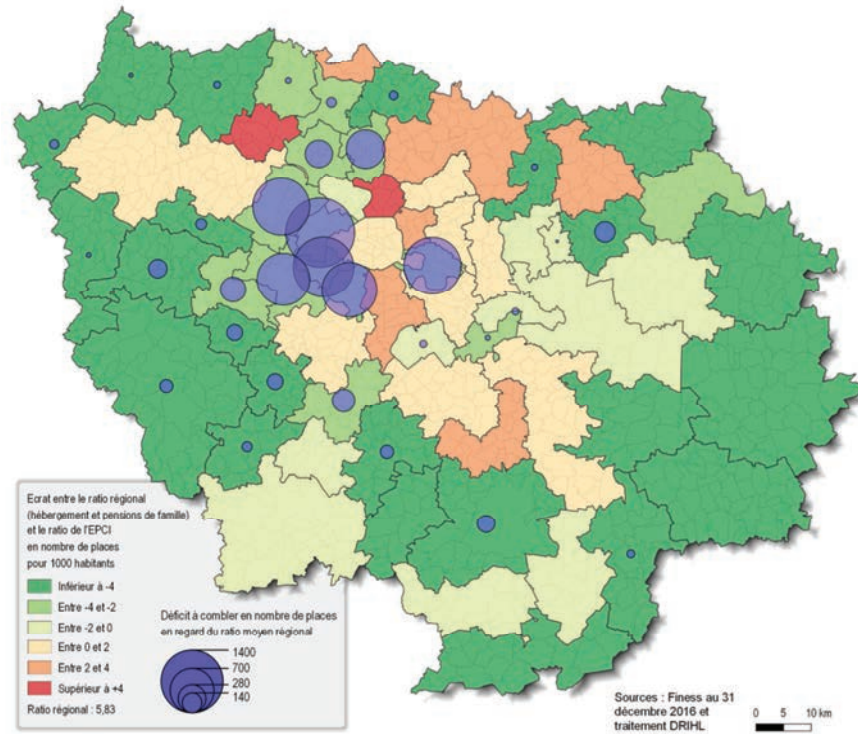 Ecrat entre le ratio régional
(hébergement et pensions de famille)
et le ratio de l'EPCI
en nombre de places
pour 1000 habitants
Inférieur à -4
Entre -4 et -2
Entre -2 et 0
Entre 0 et 2
Entre 2 et 4
Supérieur à +4
Ratio régional : 5,83
Déficit à combler en nombre de places
en regard du ratio moyen régional
1400
700
280
140
Sources : Finess au 31
décembre 2016 et
traitement DRIHL
0 5 10 km